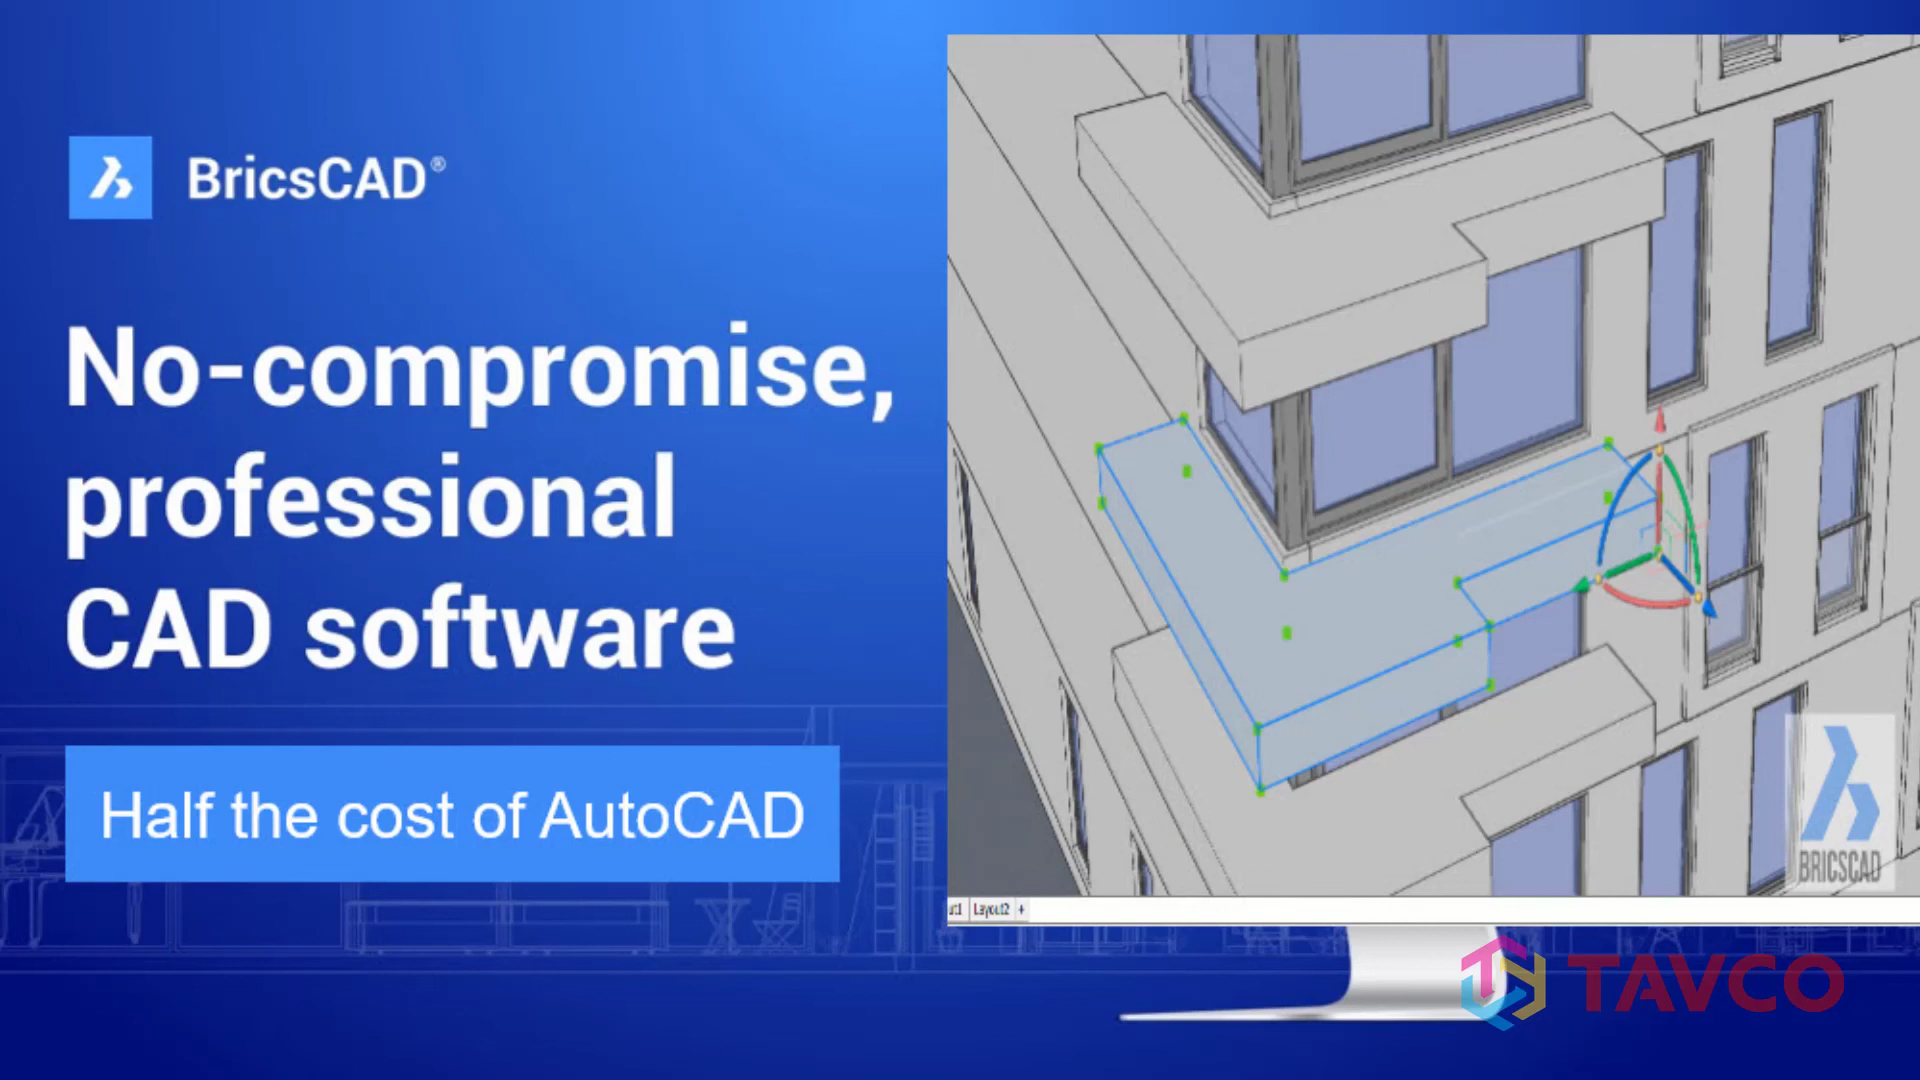 BricsCAD®
No-compromise,
professional
CAD software
Half the cost of AutoCAD
BRICSCAD
Layout2 +
TAVCO